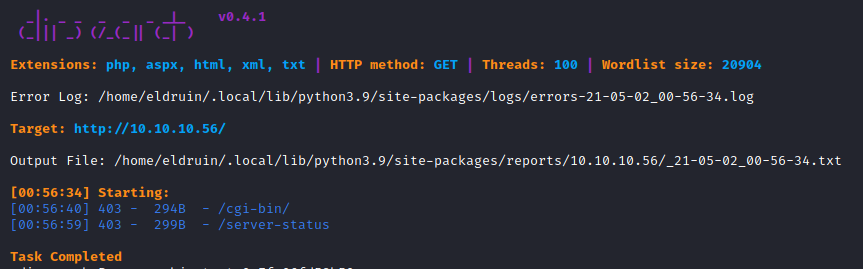 v0.4.1
Extensions: php, aspx, html, xml, txt | HTTP method: GET | Threads: 100 | Wordlist size: 20904
Error Log: /home/eldruin/.local/lib/python3.9/site-packages/logs/errors-21-05-02_00-56-34.log
Target: http://10.10.10.56/
Output File: /home/eldruin/.local/lib/python3.9/site-packages/reports/10.10.10.56/_21-05-02_00-56-34.txt
[00:56:34] Starting:
[00:56:40] 403 - 294B - /cgi-bin/
[00:56:59] 403 - 299B - /server-status
Task Completed